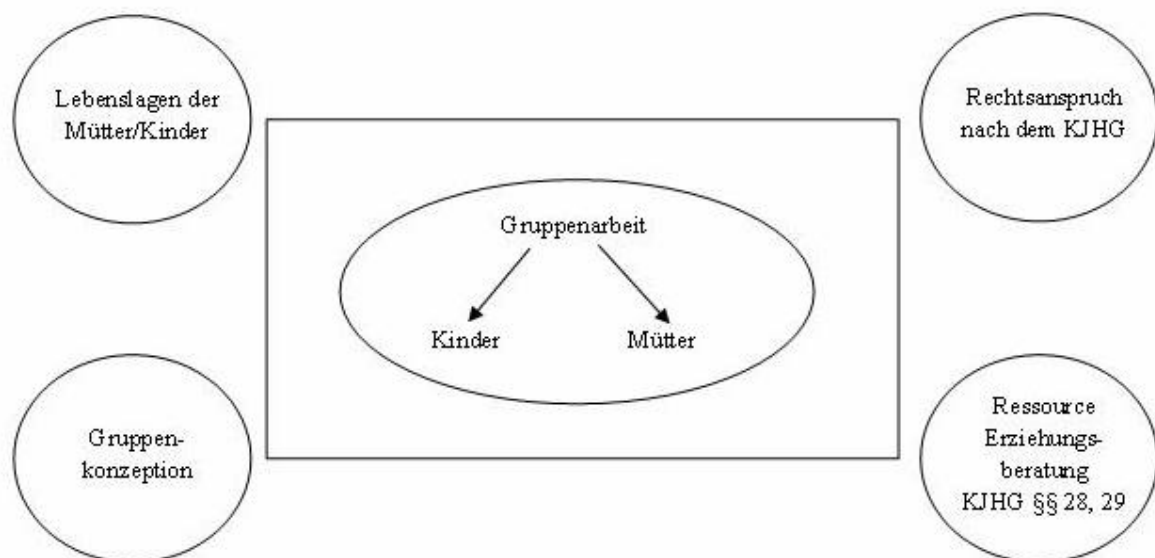 Lebenslagen der
Mütter/Kinder
Rechtsanspruch
nach dem KJHG
Gruppenarbeit
Kinder
Mütter
Gruppen-
konzeption
Ressource
Erziehungs-
beratung
KJHG §§ 28, 29